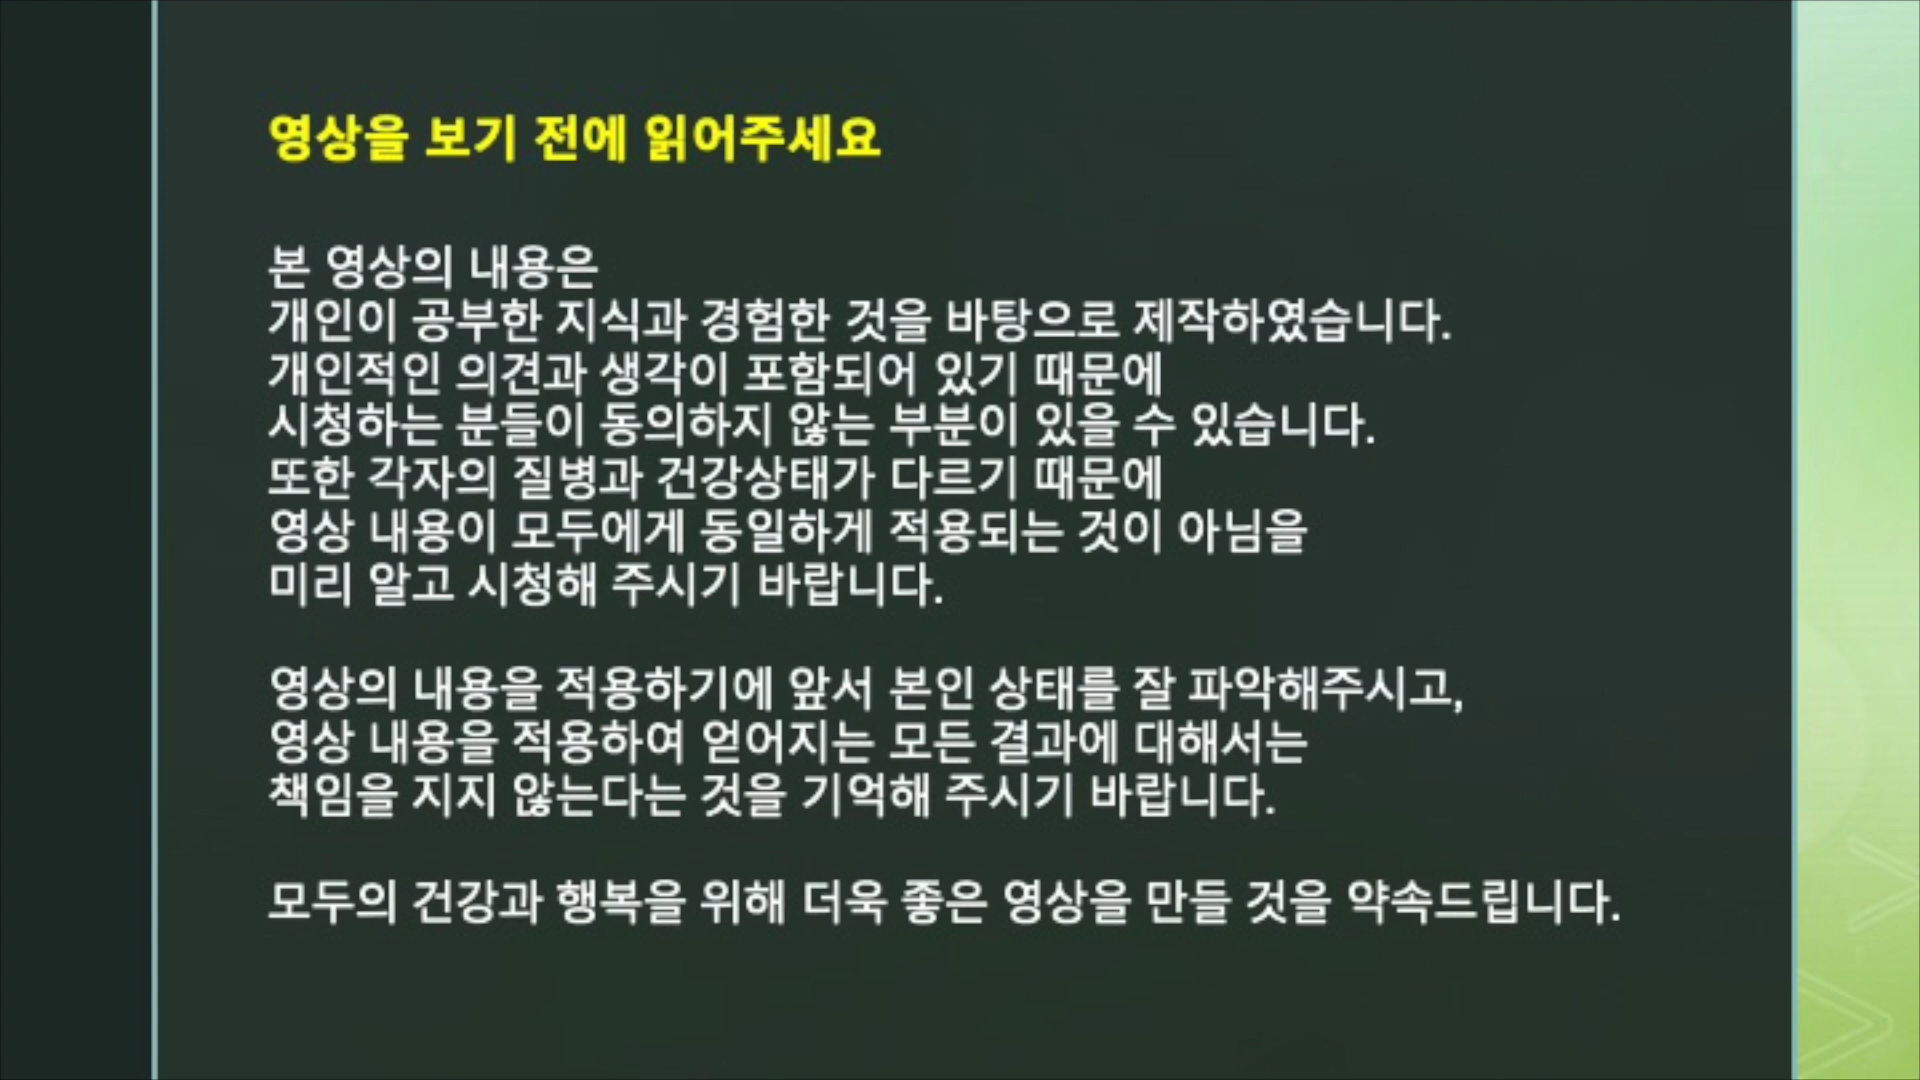 영상을 보기 전에 읽어주세요
본 영상의 내용은
개인이 공부한 지식과 경험한 것을 바탕으로 제작하였습니다.
개인적인 의견과 생각이 포함되어 있기 때문에
시청하는 분들이 동의하지 않는 부분이 있을 수 있습니다.
또한 각자의 질병과 건강상태가 다르기 때문에
영상 내용이 모두에게 동일하게 적용되는 것이 아님을
미리 알고 시청해 주시기 바랍니다.
영상의 내용을 적용하기에 앞서 본인 상태를 잘 파악해주시고,
영상 내용을 적용하여 얻어지는 모든 결과에 대해서는
책임을 지지 않는다는 것을 기억해 주시기 바랍니다.
모두의 건강과 행복을 위해 더욱 좋은 영상을 만들 것을 약속드립니다.